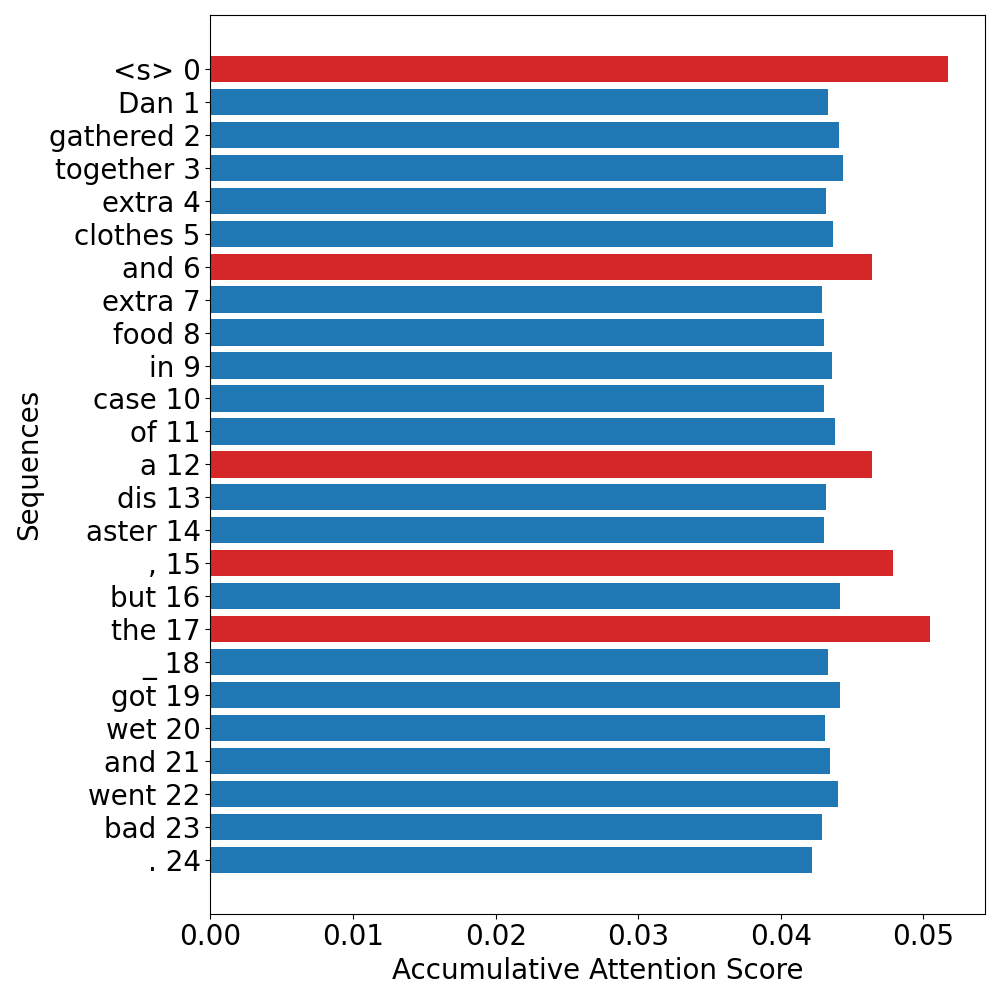 <s> 0
Dan 1
gathered 2
together 3
extra 4
clothes 5
and 6
extra 7
food 8
in 9
case 10
of 11
a 12
dis 13
aster 14
, 15
but 16
the 17
_ 18
got 19
wet 20
and 21
went 22
bad 23
. 24
Sequences
0.00 0.01 0.02 0.03 0.04 0.05
Accumulative Attention Score